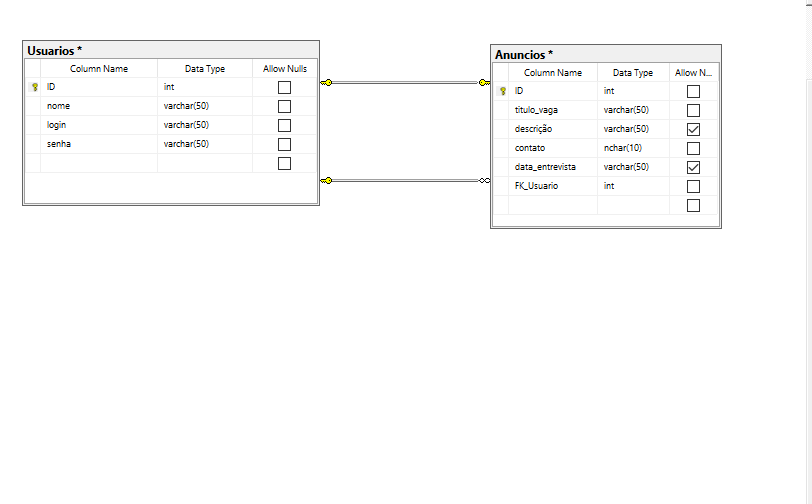 Usuarios *
Column Name Data Type Allow Nulls
ID int
nome varchar(50)
login varchar(50)
senha varchar(50)
Anuncios *
Column Name Data Type Allow N...
ID int
titulo_vaga varchar(50)
descrição varchar(50)
contato nchar(10)
data_entrevista varchar(50)
FK_Usuario int